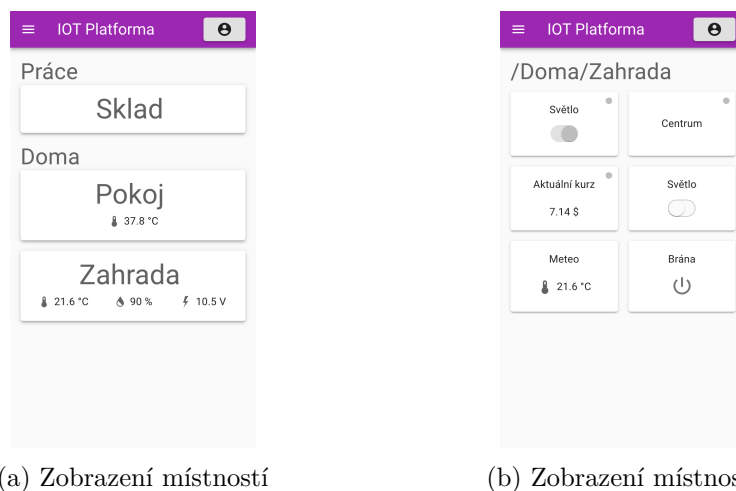 IOT Platforma
Práce
Sklad
Doma
Pokoj
37.8 °C
Zahrada
21.6 °C 90 % 10.5 V
(a) Zobrazení místností
IOT Platforma
/Doma/Zahrada
Světlo
Centrum
Aktuální kurz
7.14 $
Světlo
Meteo
21.6 °C
Brána
(b) Zobrazení